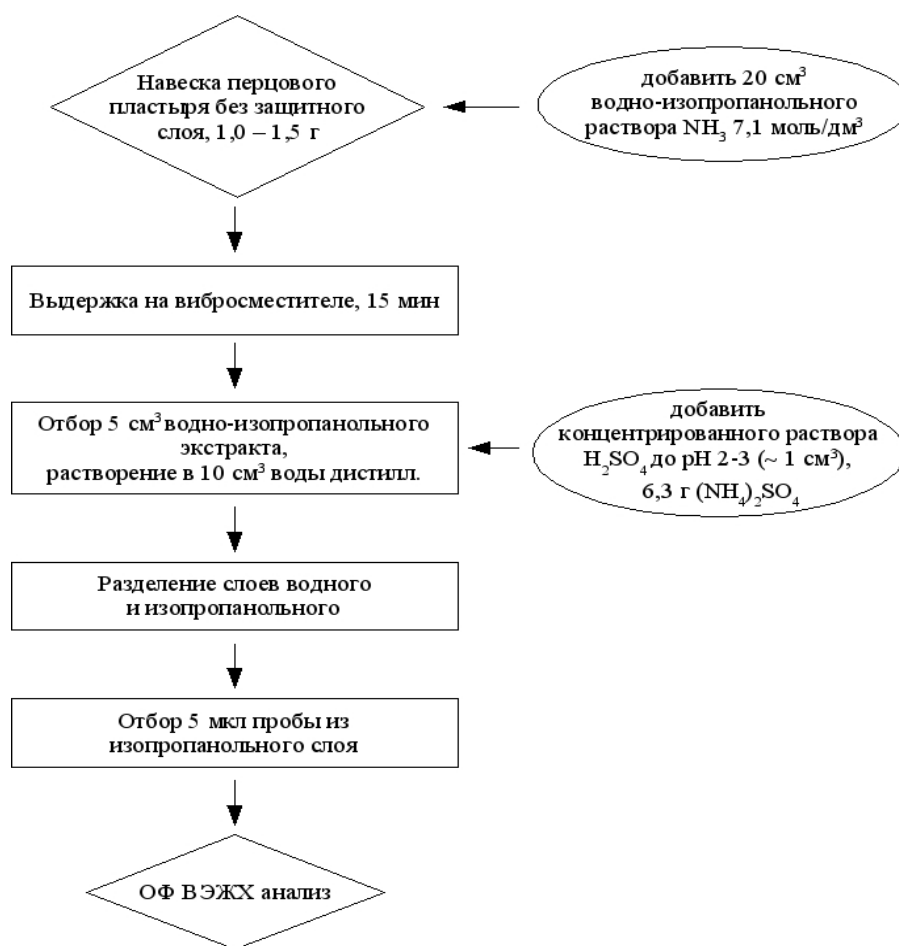 Навеска перцового
пластыря без защитного
слоя, 1,0 – 1,5 г
добавить 20 см³
водно-изопропанольного
раствора NH₃ 7,1 моль/дм³
Выдержка на вибросместителе, 15 мин
Отбор 5 см³ водно-изопропанольного
экстракта,
растворение в 10 см³ воды дистилл.
добавить
концентрированного раствора
H₂SO₄ до pH 2-3 (~ 1 см³),
6,3 г (NH₄)₂SO₄
Разделение слоев водного
и изопропанольного
Отбор 5 мкл пробы из
изопропанольного слоя
ОФ ВЭЖХ анализ